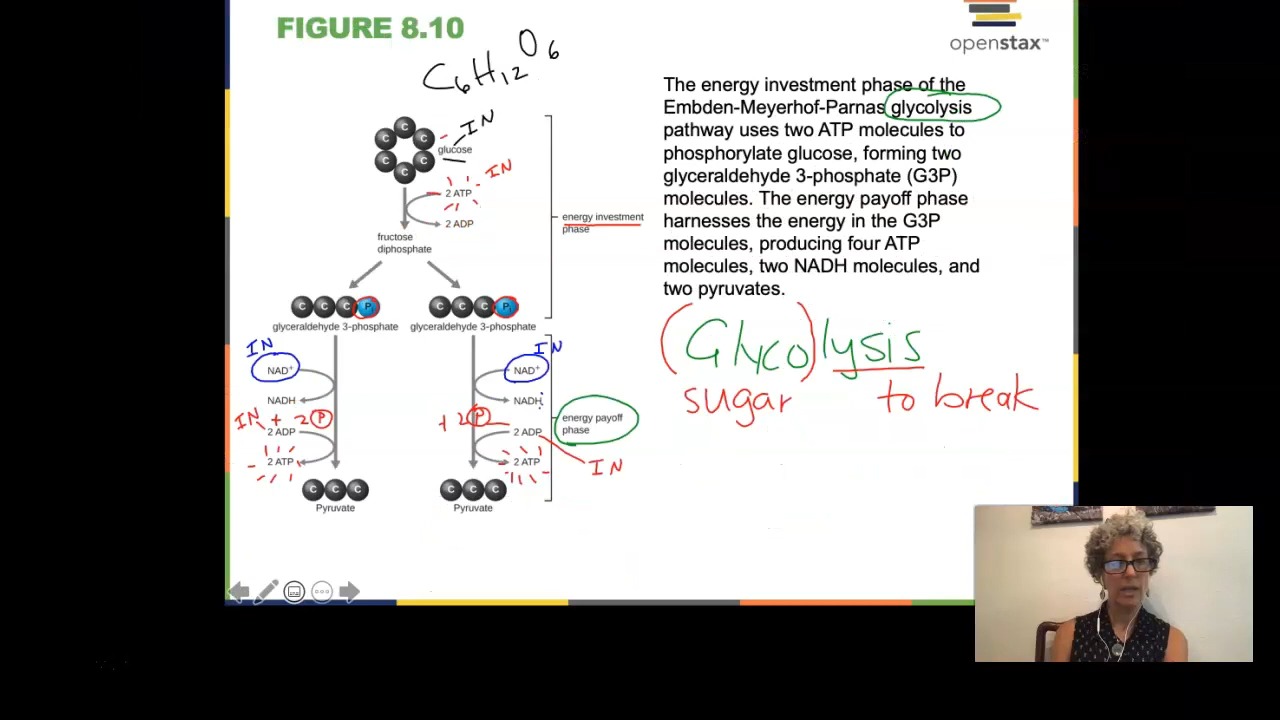 FIGURE 8.10
openstax™
C6H12O6
The energy investment phase of the
Embden-Meyerhof-Parnas glycolysis
pathway uses two ATP molecules to
phosphorylate glucose, forming two
glyceraldehyde 3-phosphate (G3P)
molecules. The energy payoff phase
harnesses the energy in the G3P
molecules, producing four ATP
molecules, two NADH molecules, and
two pyruvates.
(Glyco)lysis
sugar to break
C
C C
C C
C
glucose
IN
2 ATP
IN
2 ADP
energy investment
phase
fructose
diphosphate
C C C P
C C C P
glyceraldehyde 3-phosphate
glyceraldehyde 3-phosphate
IN
NAD+
NADH
IN + 2 P
2 ADP
2 ATP
IN
NAD+
NADH
+ 2 P
2 ADP
2 ATP
IN
energy payoff
phase
C C C
C C C
Pyruvate
Pyruvate